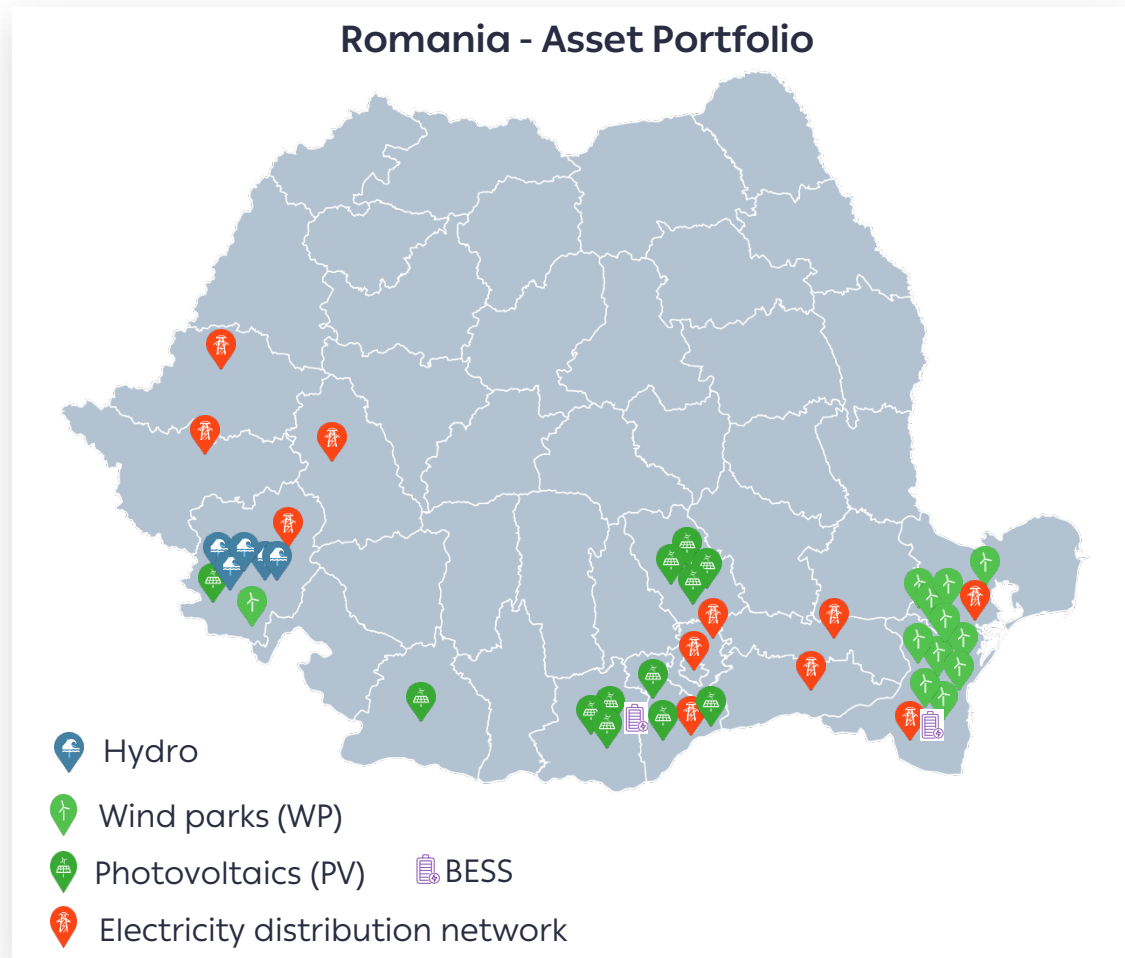 Romania - Asset Portfolio
Hydro
Wind parks (WP)
Photovoltaics (PV)
BESS
Electricity distribution network